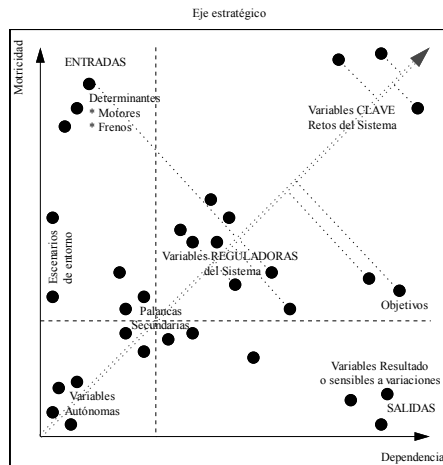 Eje estratégico
Motricidad
ENTRADAS
Determinantes
* Motores
* Frenos
Variables CLAVE
Retos del Sistema
Escenarios
de entorno
Variables REGULADORAS
del Sistema
Palancas
Secundarias
Objetivos
Variables
Autónomas
Variables Resultado
o sensibles a variaciones
SALIDAS
Dependencia